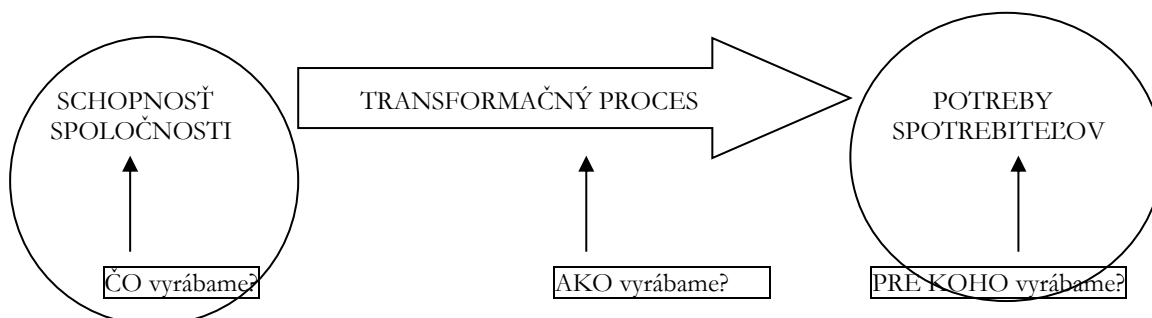 SCHOPNOSŤ
SPOLOČNOSTI
TRANSFORMAČNÝ PROCES
POTREBY
SPOTREBITEĽOV
ČO vyrábame?
AKO vyrábame?
PRE KOHO vyrábame?